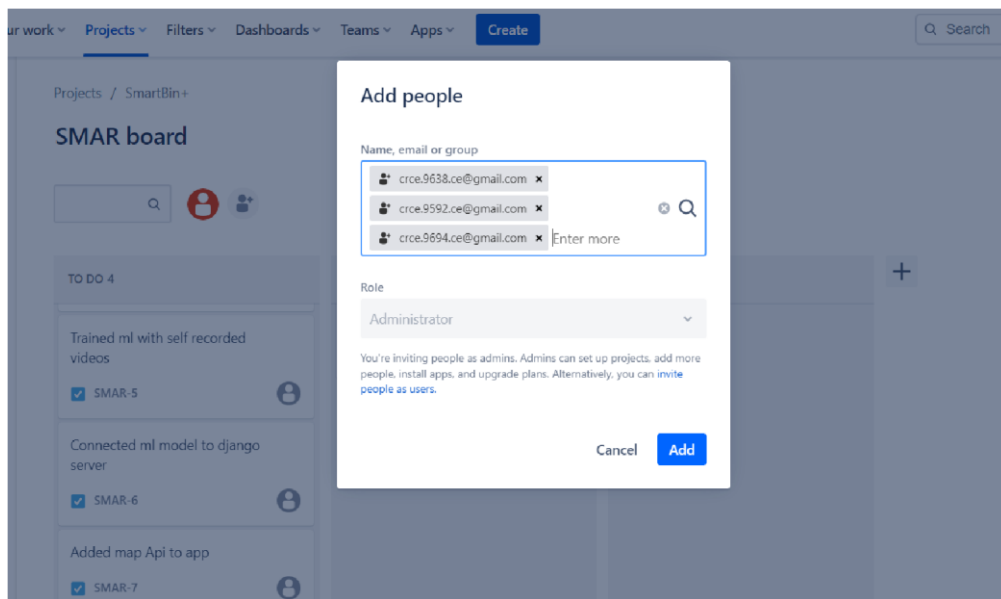 ur work Projects Filters Dashboards Teams Apps Create Search
Projects / SmartBin+
SMAR board
TO DO 4
Trained ml with self recorded
videos
SMAR-5
Connected ml model to django
server
SMAR-6
Added map Api to app
SMAR-7
Add people
Name, email or group
crce.9638.ce@gmail.com ×
crce.9592.ce@gmail.com ×
crce.9694.ce@gmail.com × Enter more
Role
Administrator
You're inviting people as admins. Admins can set up projects, add more
people, install apps, and upgrade plans. Alternatively, you can invite
people as users.
Cancel Add